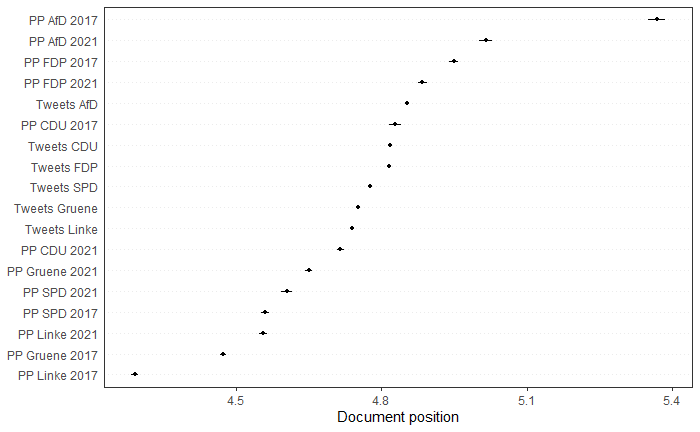 PP AfD 2017
PP AfD 2021
PP FDP 2017
PP FDP 2021
Tweets AfD
PP CDU 2017
Tweets CDU
Tweets FDP
Tweets SPD
Tweets Gruene
Tweets Linke
PP CDU 2021
PP Gruene 2021
PP SPD 2021
PP SPD 2017
PP Linke 2021
PP Gruene 2017
PP Linke 2017
4.5 4.8 5.1 5.4
Document position